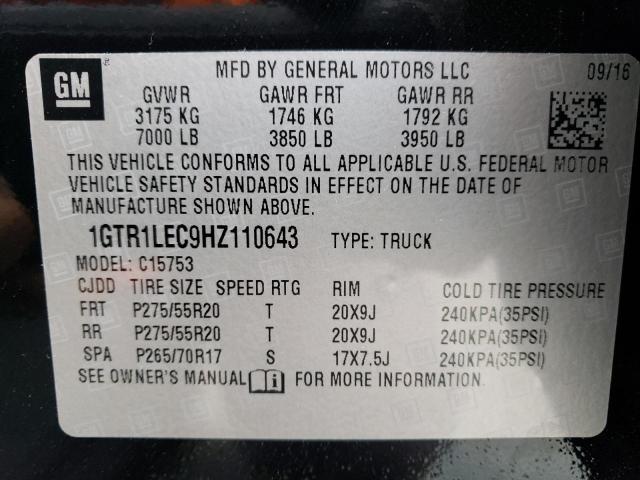 GM MFD BY GENERAL MOTORS LLC 09/16
GVWR GAWR FRT GAWR RR
3175 KG 1746 KG 1792 KG
7000 LB 3850 LB 3950 LB
THIS VEHICLE CONFORMS TO ALL APPLICABLE U.S. FEDERAL MOTOR
VEHICLE SAFETY STANDARDS IN EFFECT ON THE DATE OF
MANUFACTURE SHOWN ABOVE.
1GTR1LEC9HZ110643 TYPE: TRUCK
MODEL: C15753
CJDD TIRE SIZE SPEED RTG RIM COLD TIRE PRESSURE
FRT P275/55R20 T 20X9J 240KPA(35PSI)
RR P275/55R20 T 20X9J 240KPA(35PSI)
SPA P265/70R17 S 17X7.5J 240KPA(35PSI)
SEE OWNER'S MANUAL i FOR MORE INFORMATION.